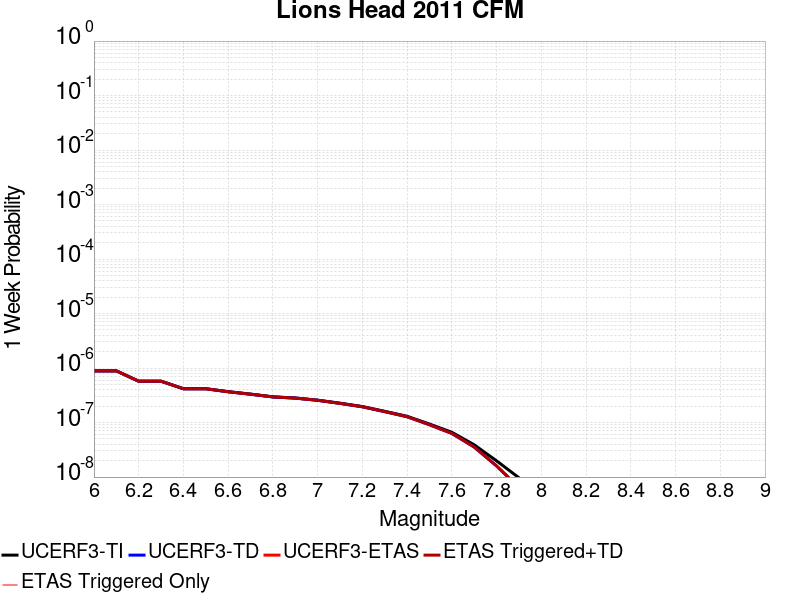 Lions Head 2011 CFM
10 0
10 -1
10 -2
10 -3
10 -4
10 -5
10 -6
10 -7
10 -8
1 Week Probability
6 6.2 6.4 6.6 6.8 7 7.2 7.4 7.6 7.8 8 8.2 8.4 8.6 8.8 9
Magnitude
UCERF3-TI UCERF3-TD UCERF3-ETAS ETAS Triggered+TD
ETAS Triggered Only